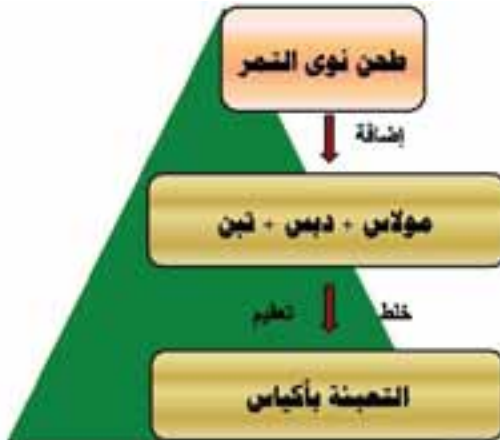 طحن نوى التمر
إضافة
مولاس + دبس + تبن
خلط تعقيم
التعبئة بأكياس